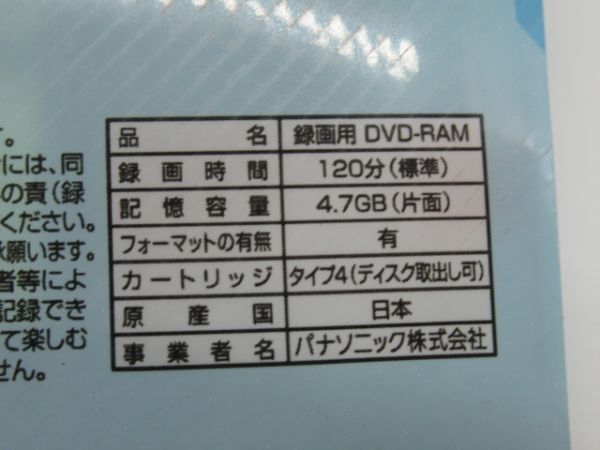 す。
には、同
の責(録
ください。
承願います。
者等によ
記録でき
て楽しむ
せん。
品名 録画用 DVD-RAM
録画時間 120分(標準)
記憶容量 4.7GB(片面)
フォーマットの有無 有
カートリッジ タイプ4(ディスク取出し可)
原産国 日本
事業者名 パナソニック株式会社